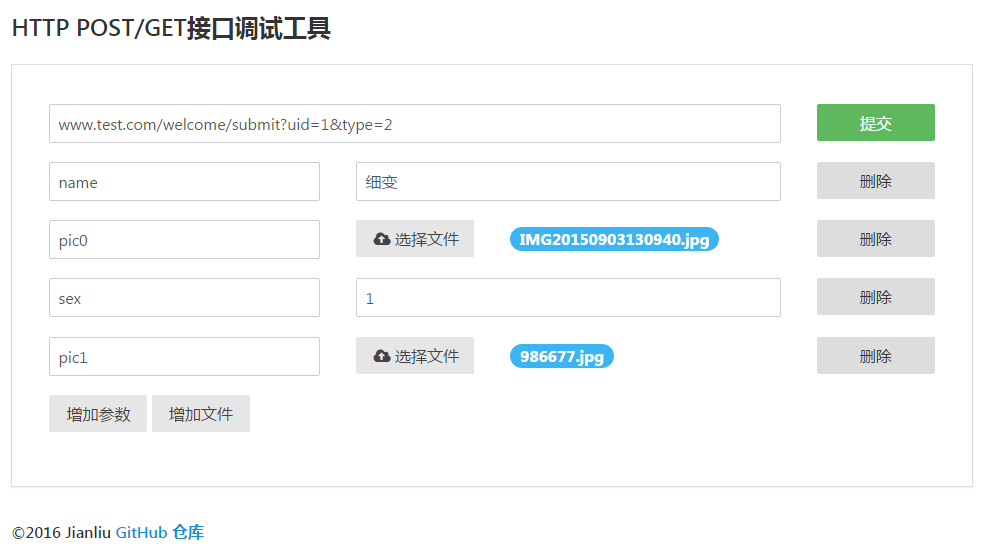 HTTP POST/GET接口调试工具
www.test.com/welcome/submit?uid=1&type=2 提交
name 细变 删除
pic0 选择文件 IMG20150903130940.jpg 删除
sex 1 删除
pic1 选择文件 986677.jpg 删除
增加参数 增加文件
©2016 Jianliu GitHub 仓库